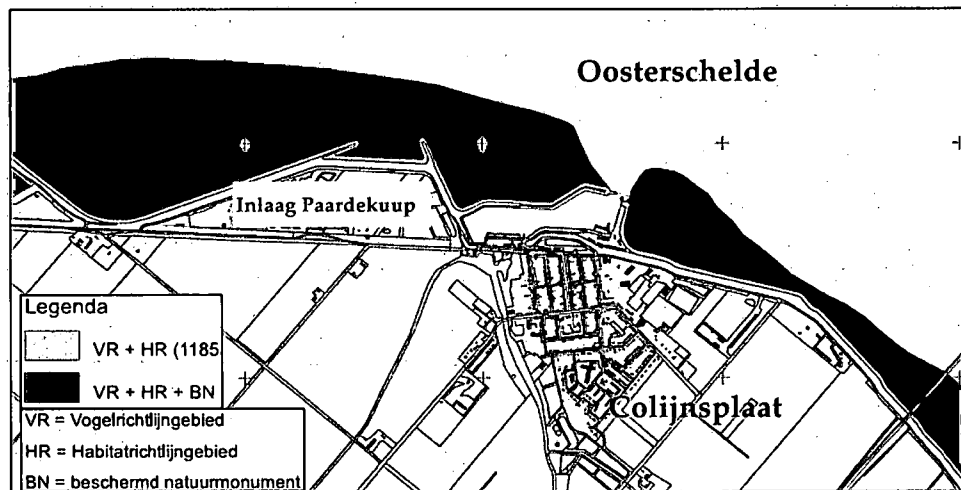 Oosterschelde
Inlaag Paardekuup
Colijnsplaat
Legenda
VR + HR (1185
VR + HR + BN
VR = Vogelrichtlijngebied
HR = Habitatrichtlijngebied
BN = beschermd natuurmonument